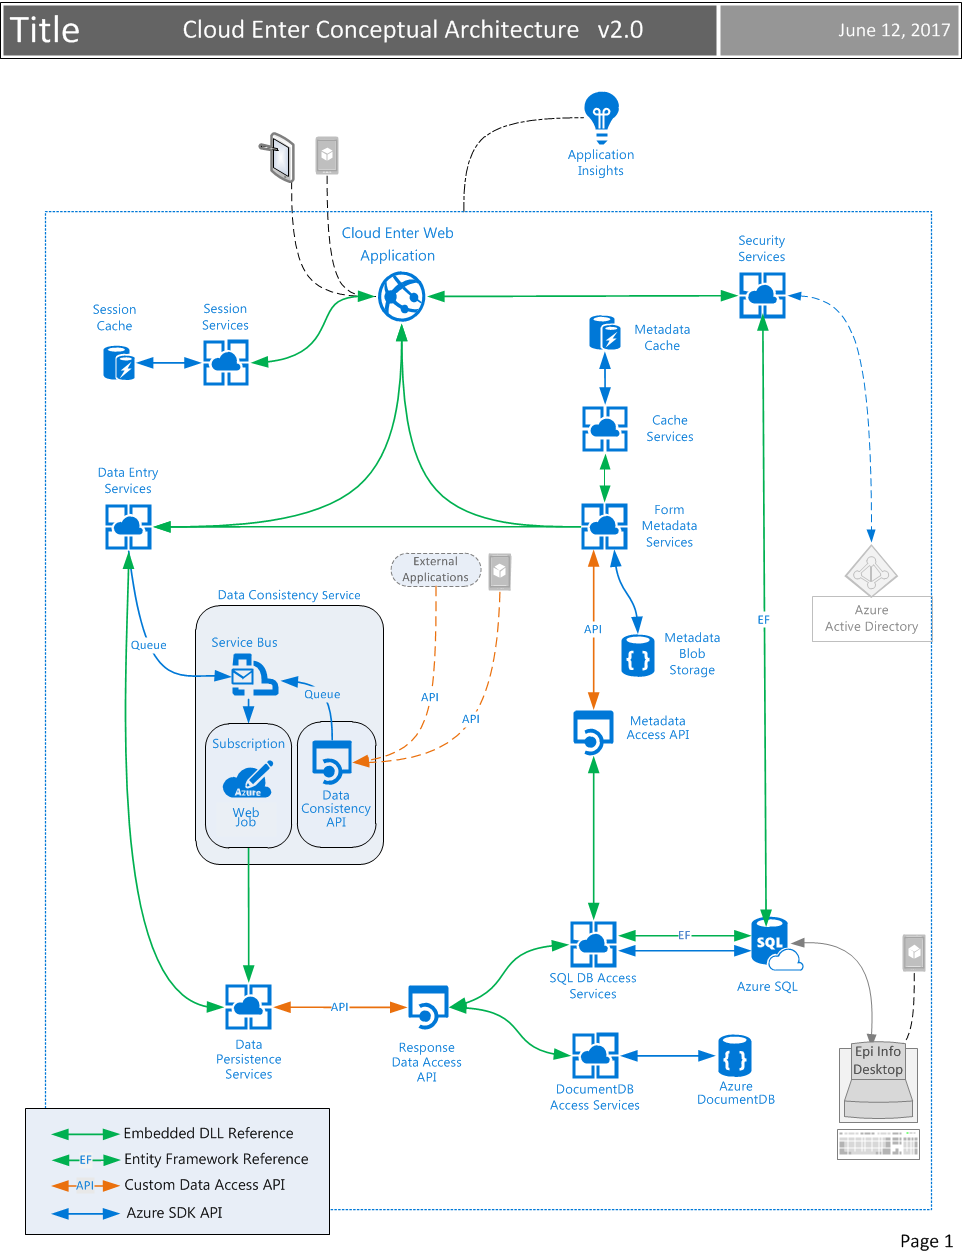 Title
Cloud Enter Conceptual Architecture v2.0
June 12, 2017
Application
Insights
Cloud Enter Web
Application
Security
Services
Session
Cache
Session
Services
Metadata
Cache
Cache
Services
Data Entry
Services
Form
Metadata
Services
External
Applications
Azure
Active Directory
Data Consistency Service
Service Bus
Queue
Queue
API
API
API
EF
Metadata
Blob
Storage
Subscription
Azure
Web
Job
Data
Consistency
API
Metadata
Access API
EF
SQL
SQL DB Access
Services
Azure SQL
API
Data
Persistence
Services
Response
Data Access
API
DocumentDB
Access Services
Azure
DocumentDB
Epi Info
Desktop
Embedded DLL Reference
EF
Entity Framework Reference
API
Custom Data Access API
Azure SDK API
Page 1